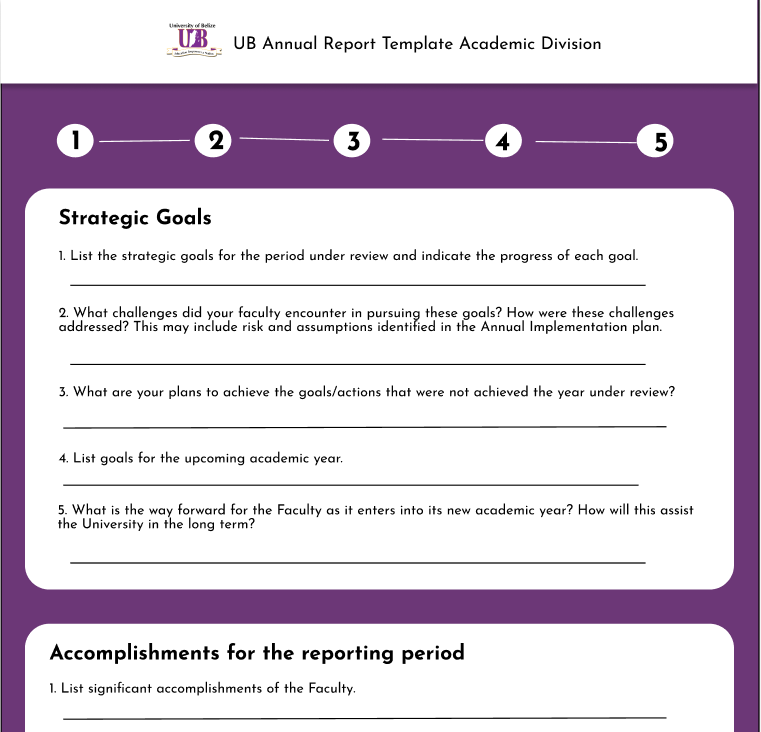 University of Belize
UB
UB Annual Report Template Academic Division
1
2
3
4
5
Strategic Goals
1. List the strategic goals for the period under review and indicate the progress of each goal.
2. What challenges did your faculty encounter in pursuing these goals? How were these challenges
addressed? This may include risk and assumptions identified in the Annual Implementation plan.
3. What are your plans to achieve the goals/actions that were not achieved the year under review?
4. List goals for the upcoming academic year.
5. What is the way forward for the Faculty as it enters into its new academic year? How will this assist
the University in the long term?
Accomplishments for the reporting period
1. List significant accomplishments of the Faculty.